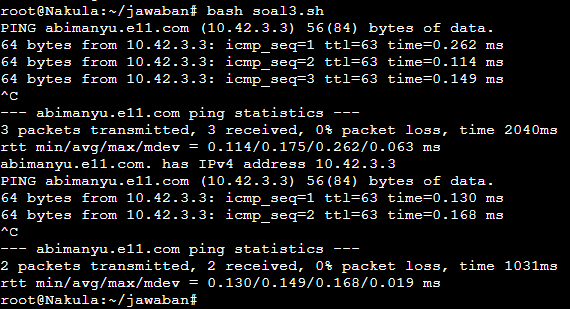 root@Nakula:~/jawaban# bash soal3.sh
PING abimanyu.e11.com (10.42.3.3) 56(84) bytes of data.
64 bytes from 10.42.3.3: icmp_seq=1 ttl=63 time=0.262 ms
64 bytes from 10.42.3.3: icmp_seq=2 ttl=63 time=0.114 ms
64 bytes from 10.42.3.3: icmp_seq=3 ttl=63 time=0.149 ms
^C
--- abimanyu.e11.com ping statistics ---
3 packets transmitted, 3 received, 0% packet loss, time 2040ms
rtt min/avg/max/mdev = 0.114/0.175/0.262/0.063 ms
abimanyu.e11.com. has IPv4 address 10.42.3.3
PING abimanyu.e11.com (10.42.3.3) 56(84) bytes of data.
64 bytes from 10.42.3.3: icmp_seq=1 ttl=63 time=0.130 ms
64 bytes from 10.42.3.3: icmp_seq=2 ttl=63 time=0.168 ms
^C
--- abimanyu.e11.com ping statistics ---
2 packets transmitted, 2 received, 0% packet loss, time 1031ms
rtt min/avg/max/mdev = 0.130/0.149/0.168/0.019 ms
root@Nakula:~/jawaban#